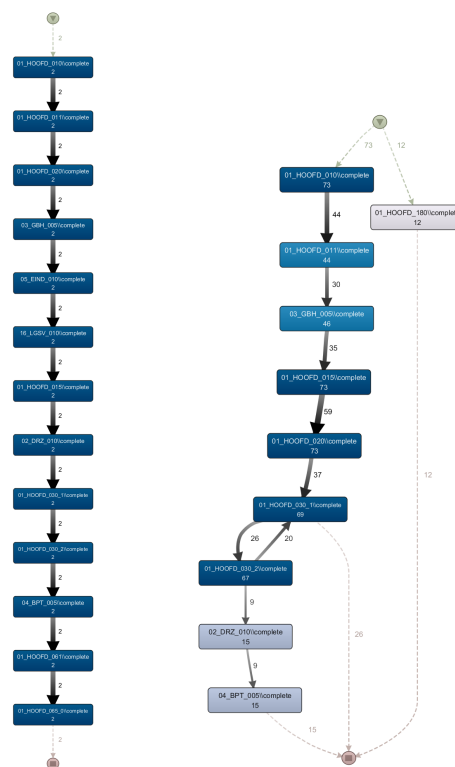 2
01_HOOFD_010\\complete
2
2
01_HOOFD_011\\complete
2
2
01_HOOFD_020\\complete
2
2
03_GBH_005\\complete
2
2
05_EIND_010\\complete
2
2
16_LGSV_010\\complete
2
2
01_HOOFD_015\\complete
2
2
02_DRZ_010\\complete
2
2
01_HOOFD_030_1\\complete
2
2
01_HOOFD_030_2\\complete
2
2
04_BPT_005\\complete
2
2
01_HOOFD_061\\complete
2
2
01_HOOFD_065_0\\complete
2
2
73
12
01_HOOFD_010\\complete
73
01_HOOFD_180\\complete
12
44
01_HOOFD_011\\complete
44
30
03_GBH_005\\complete
46
35
01_HOOFD_015\\complete
73
59
01_HOOFD_020\\complete
73
37
12
01_HOOFD_030_1\\complete
69
26
20
01_HOOFD_030_2\\complete
67
9
26
02_DRZ_010\\complete
15
9
04_BPT_005\\complete
15
15